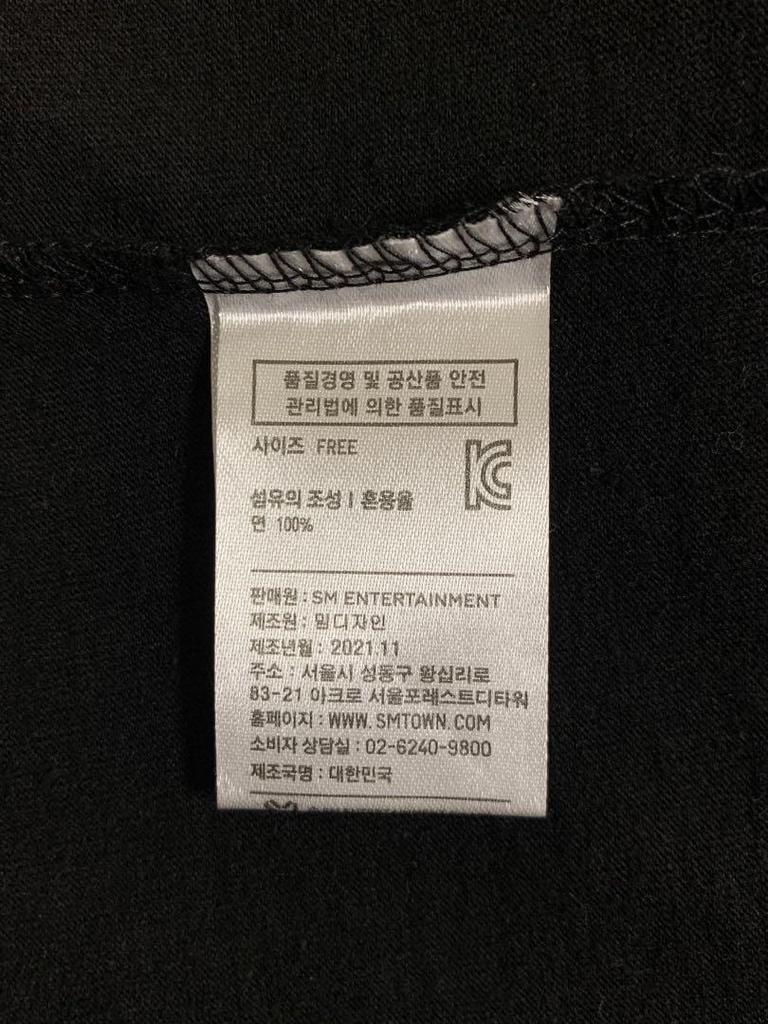 품질경영 및 공산품 안전
관리법에 의한 품질표시
사이즈 FREE
섬유의 조성 | 혼용율
면 100%
판매원 : SM ENTERTAINMENT
제조원 : 밈디자인
제조년월 : 2021.11
주소 : 서울시 성동구 왕십리로
83-21 아크로 서울포레스트디타워
홈페이지 : WWW.SMTOWN.COM
소비자 상담실 : 02-6240-9800
제조국명 : 대한민국